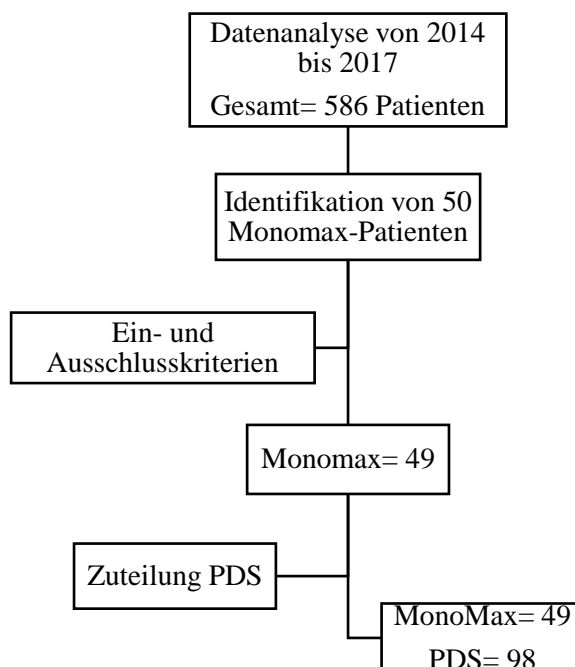 Datenanalyse von 2014
bis 2017
Gesamt= 586 Patienten
Identifikation von 50
Monomax-Patienten
Ein- und
Ausschlusskriterien
Monomax= 49
Zuteilung PDS
MonoMax= 49
PDS= 98